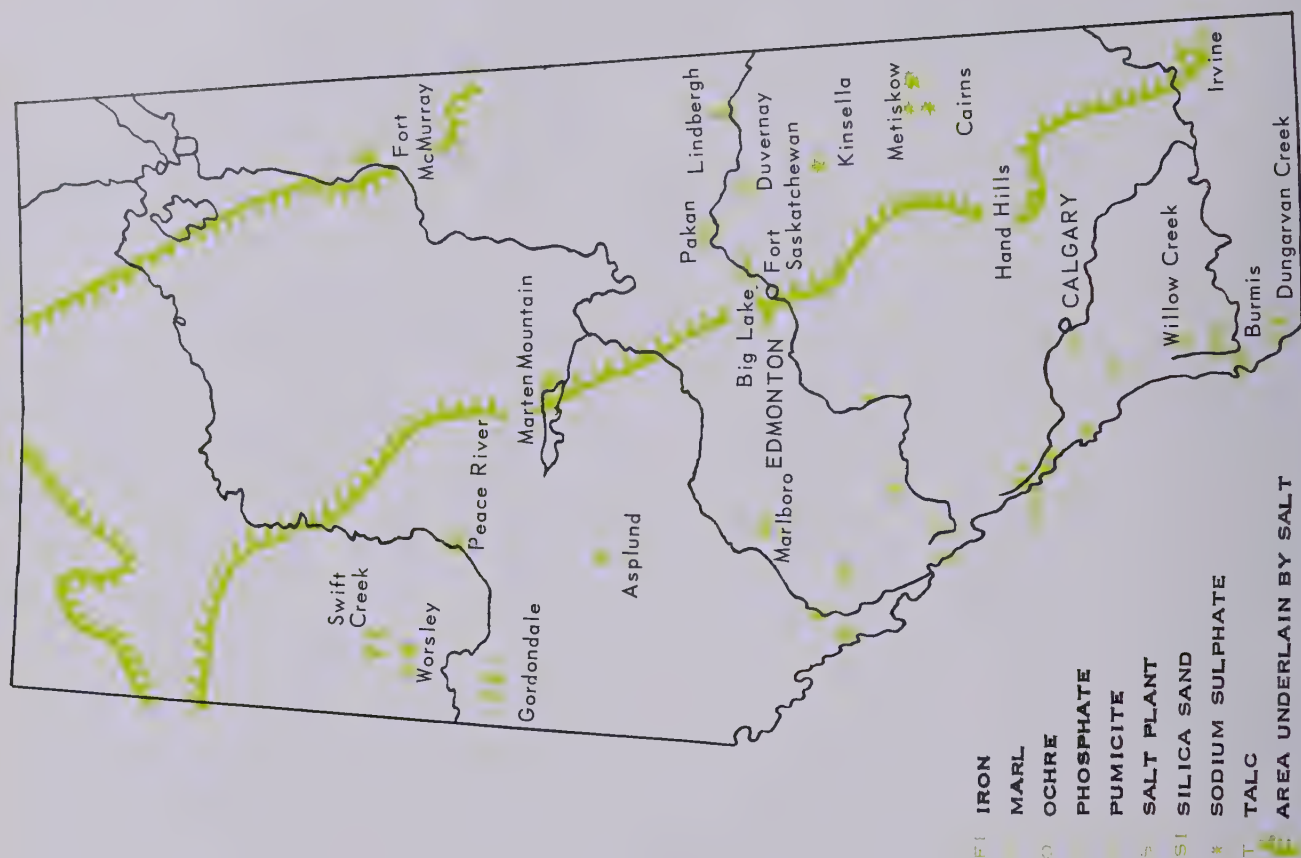 Fort
McMurray
Swift
Creek
Worsley
Peace River
Gordondale
Marten Mountain
Asplund
Pakan
Lindbergh
Duvernay
Fort
Saskatchewan
Big Lake
EDMONTON
Marlboro
Kinsella
Metiskow
Cairns
Hand Hills
CALGARY
Irvine
Willow Creek
Burmis
Dungarvan Creek
IRON
MARL
OCHRE
PHOSPHATE
PUMICITE
SALT PLANT
SILICA SAND
* SODIUM SULPHATE
T TALC
AREA UNDERLAIN BY SALT